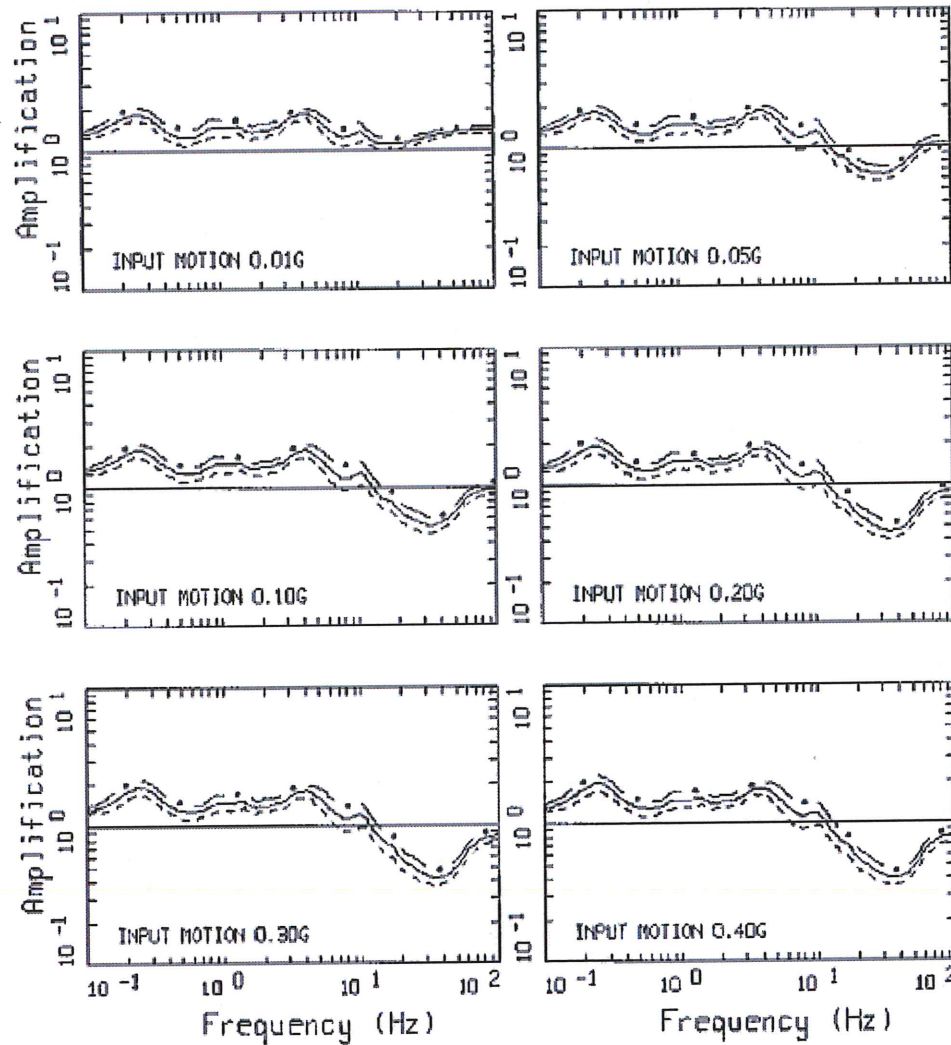 Amplification
10^1
10^0
10^-1
INPUT MOTION 0.01G
10^1
10^0
10^-1
INPUT MOTION 0.05G
Amplification
10^1
10^0
10^-1
INPUT MOTION 0.10G
10^1
10^0
10^-1
INPUT MOTION 0.20G
Amplification
10^1
10^0
10^-1
INPUT MOTION 0.30G
10^1
10^0
10^-1
INPUT MOTION 0.40G
10^-1 10^0 10^1 10^2
10^-1 10^0 10^1 10^2
Frequency (Hz)
Frequency (Hz)